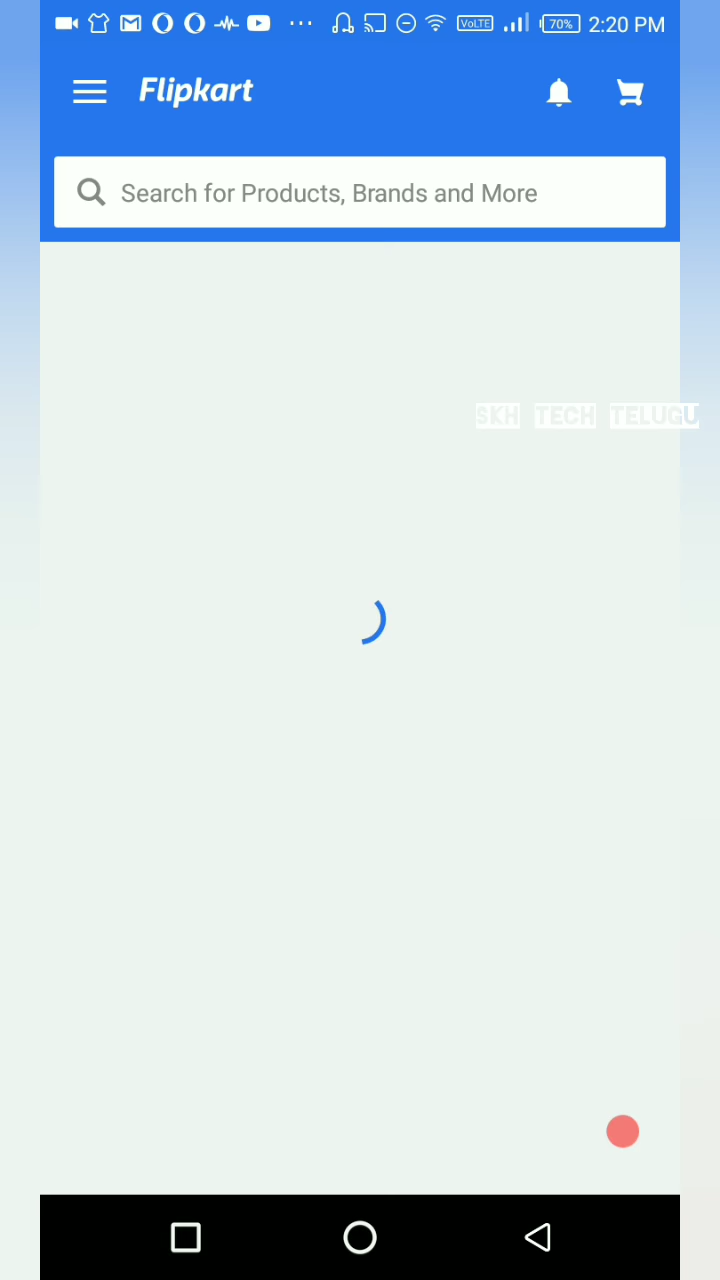 VoLTE 70% 2:20 PM
Flipkart
Search for Products, Brands and More
SKH TECH TELUGU